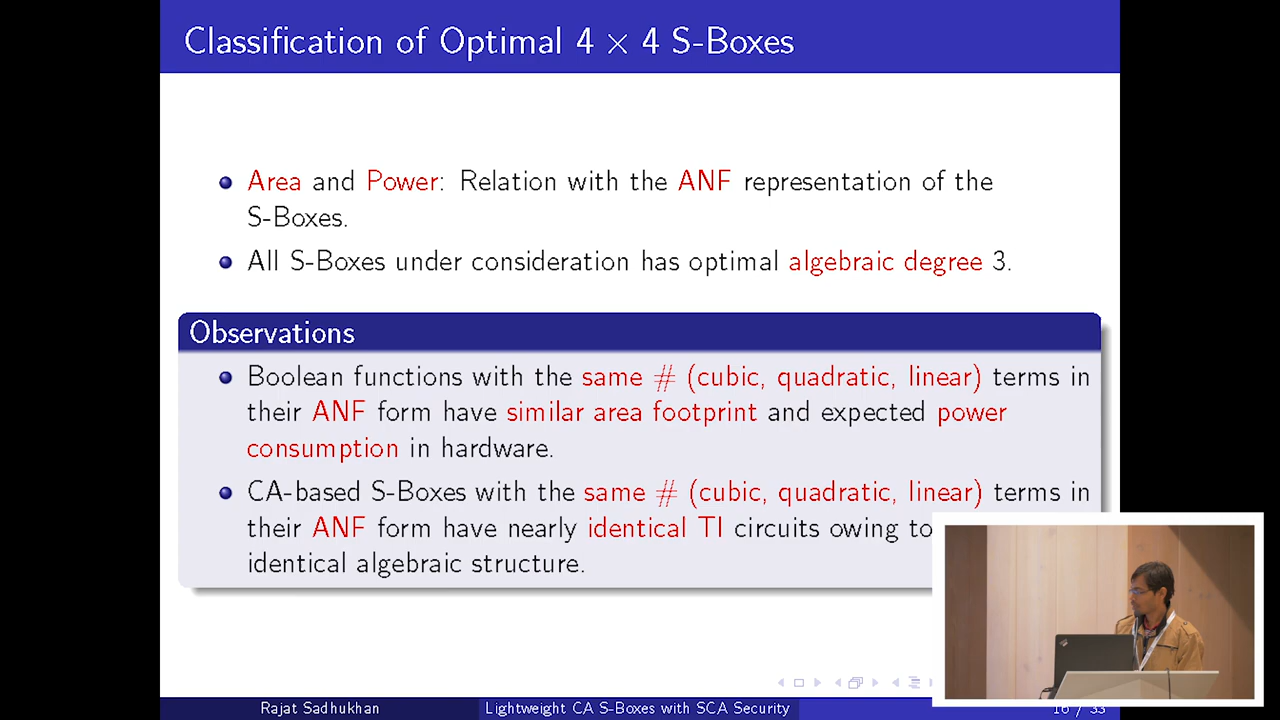 Classification of Optimal 4 × 4 S-Boxes
Area and Power: Relation with the ANF representation of the
S-Boxes.
All S-Boxes under consideration has optimal algebraic degree 3.
Observations
Boolean functions with the same # (cubic, quadratic, linear) terms in
their ANF form have similar area footprint and expected power
consumption in hardware.
CA-based S-Boxes with the same # (cubic, quadratic, linear) terms in
their ANF form have nearly identical TI circuits owing to
identical algebraic structure.
Rajat Sadhukhan
Lightweight CA S-Boxes with SCA Security
16 / 33